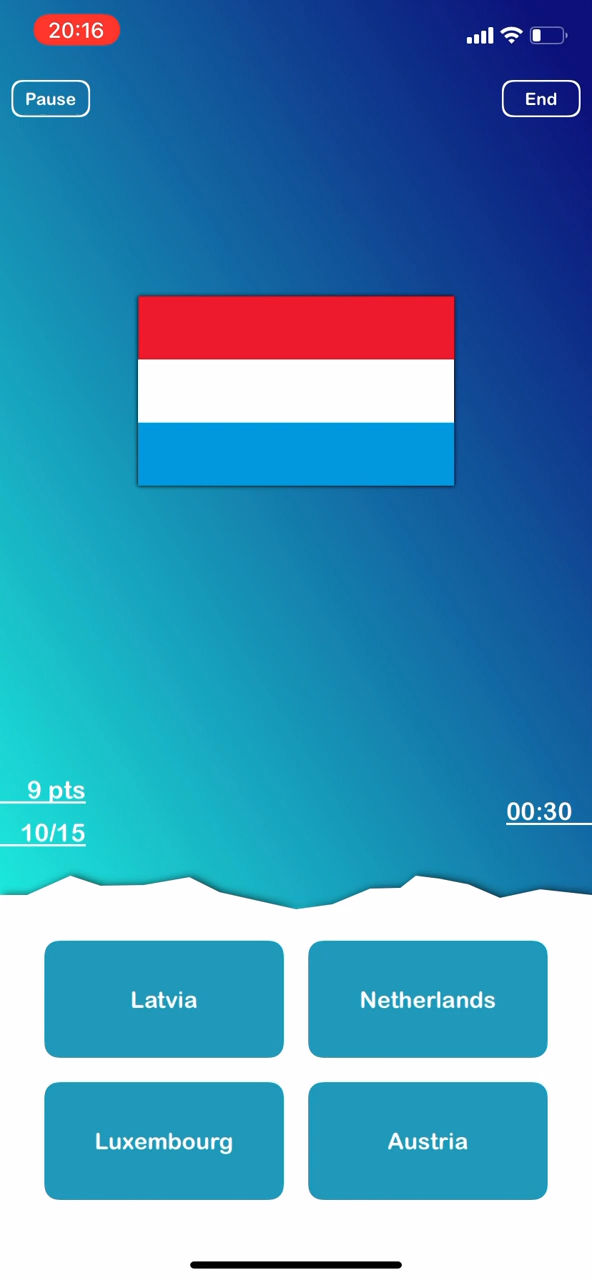 20:16
Pause
End
9 pts
10/15
00:30
Latvia
Netherlands
Luxembourg
Austria